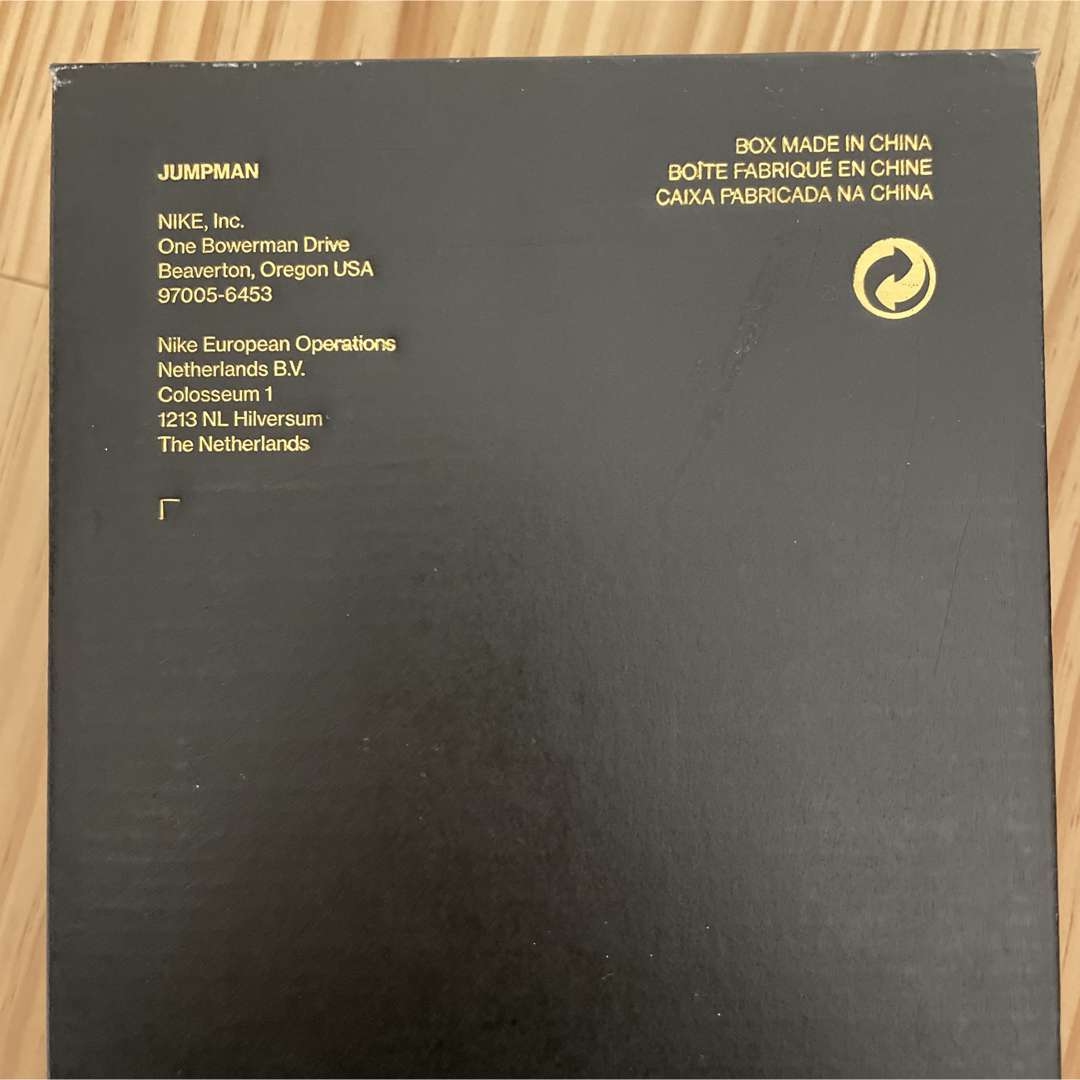 JUMPMAN
NIKE, Inc.
One Bowerman Drive
Beaverton, Oregon USA
97005-6453
Nike European Operations
Netherlands B.V.
Colosseum 1
1213 NL Hilversum
The Netherlands
BOX MADE IN CHINA
BOÎTE FABRIQUÉ EN CHINE
CAIXA FABRICADA NA CHINA